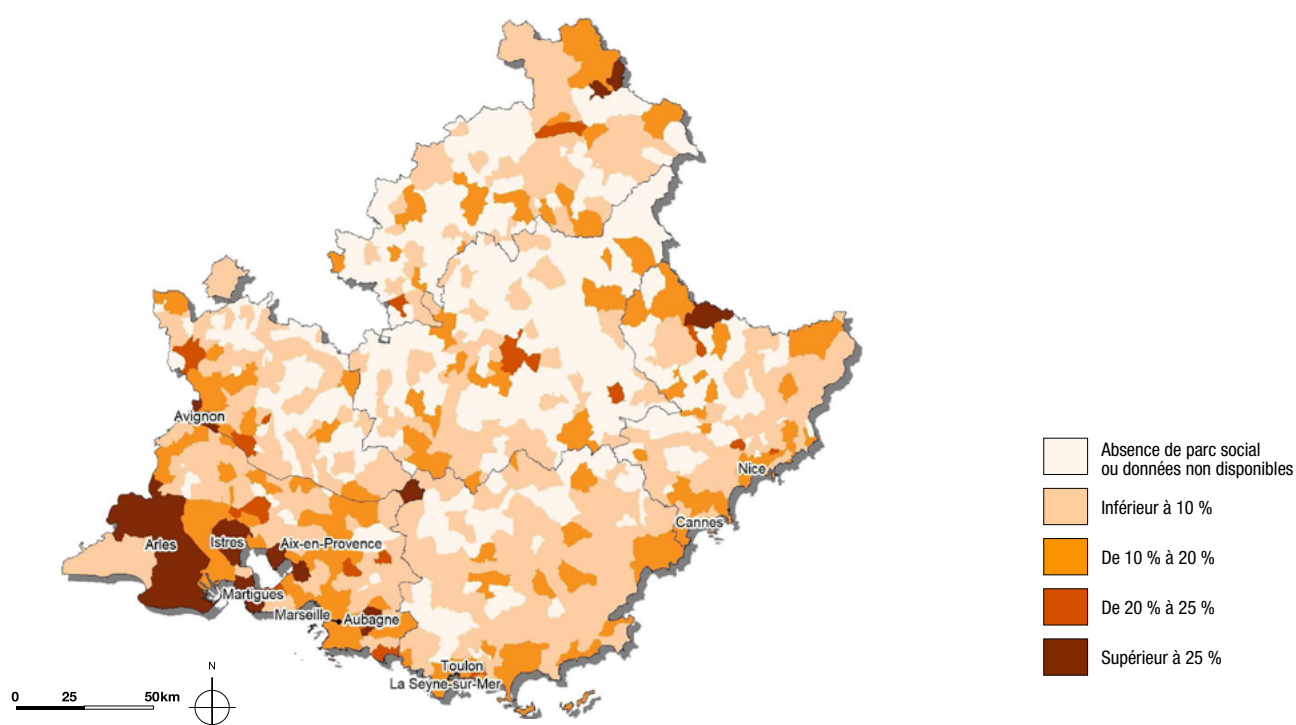 Avignon
Nice
Cannes
Arles
Istres
Aix-en-Provence
Martigues
Marseille
Aubagne
Toulon
La Seyne-sur-Mer
N
0 25 50km
Absence de parc social
ou données non disponibles
Inférieur à 10 %
De 10 % à 20 %
De 20 % à 25 %
Supérieur à 25 %